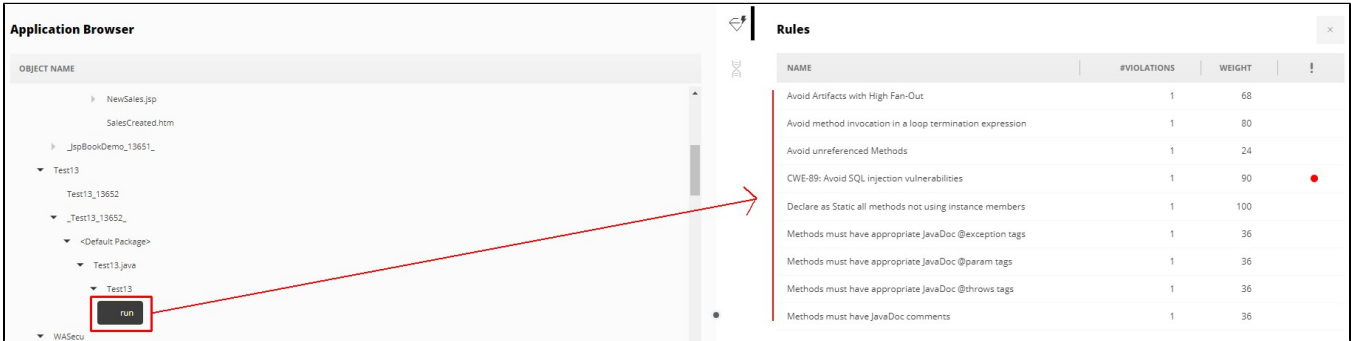 Application Browser
OBJECT NAME
NewSales.jsp
SalesCreated.htm
_JspBookDemo_13651_
Test13
Test13_13652
_Test13_13652_
<Default Package>
Test13.java
Test13
run
WASecu
Rules
×
NAME #VIOLATIONS WEIGHT !
Avoid Artifacts with High Fan-Out 1 68
Avoid method invocation in a loop termination expression 1 80
Avoid unreferenced Methods 1 24
CWE-89: Avoid SQL injection vulnerabilities 1 90
Declare as Static all methods not using instance members 1 100
Methods must have appropriate JavaDoc @exception tags 1 36
Methods must have appropriate JavaDoc @param tags 1 36
Methods must have appropriate JavaDoc @throws tags 1 36
Methods must have JavaDoc comments 1 36